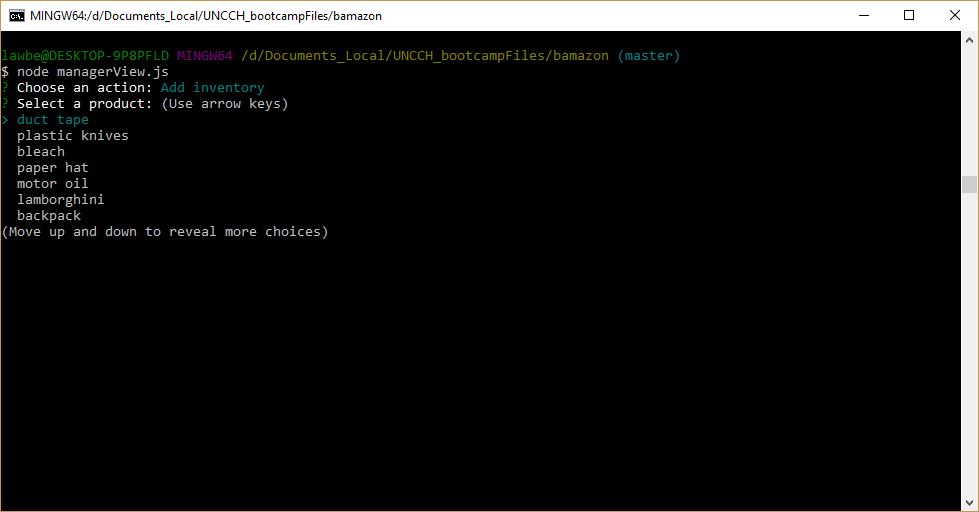 MINGW64:/d/Documents_Local/UNCCH_bootcampFiles/bamazon
lawbe@DESKTOP-9P8PFLD MINGW64 /d/Documents_Local/UNCCH_bootcampFiles/bamazon (master)
$ node managerView.js
? Choose an action: Add inventory
? Select a product: (Use arrow keys)
> duct tape
plastic knives
bleach
paper hat
motor oil
lamborghini
backpack
(Move up and down to reveal more choices)